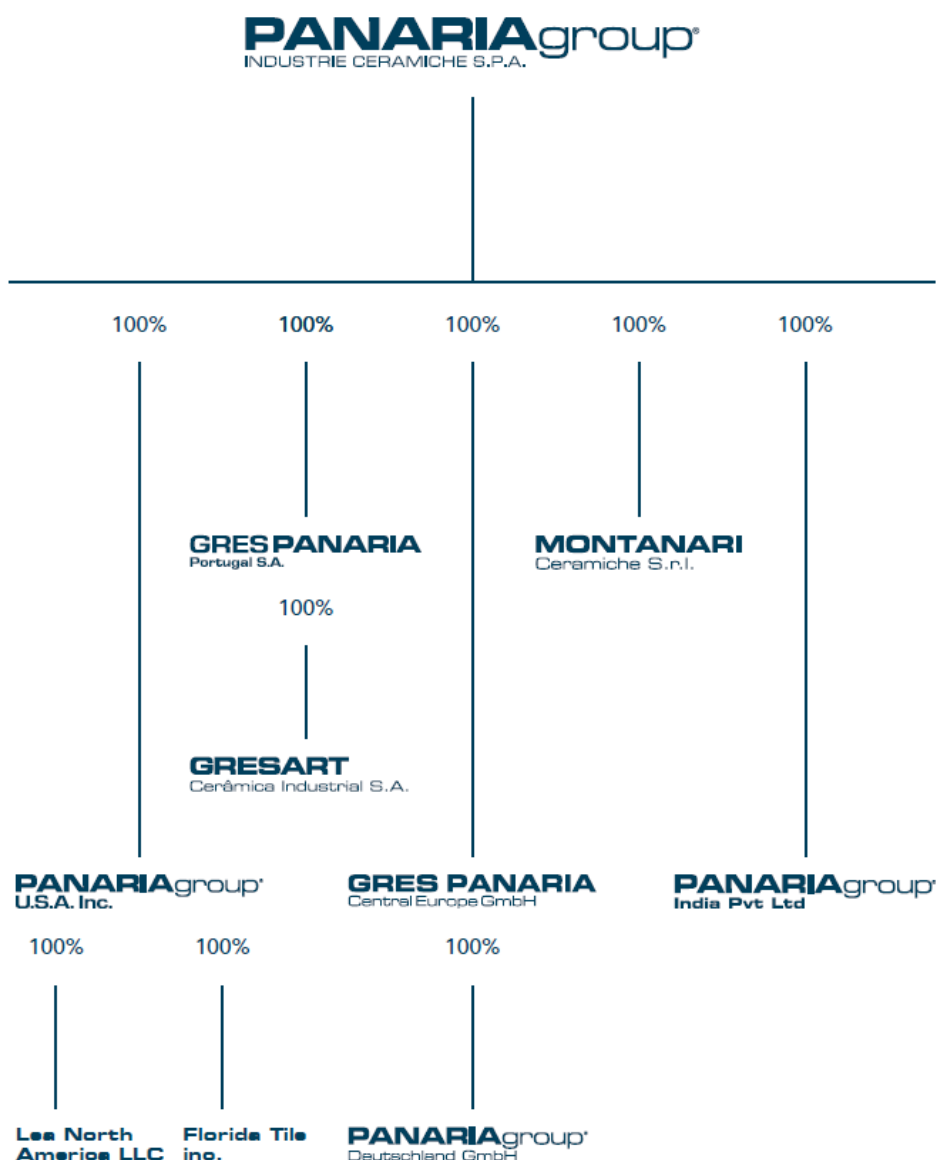 PANARIAgroup®
INDUSTRIE CERAMICHE S.P.A.
100% 100% 100% 100% 100%
GRES PANARIA
Portugal S.A.
MONTANARI
Ceramiche S.r.l.
100%
GRESART
Cerâmica Industrial S.A.
PANARIAgroup®
U.S.A. Inc.
GRES PANARIA
Central Europe GmbH
PANARIAgroup®
India Pvt Ltd
100% 100% 100%
Lea North
America LLC
Florida Tile
inc.
PANARIAgroup®
Deutschland GmbH